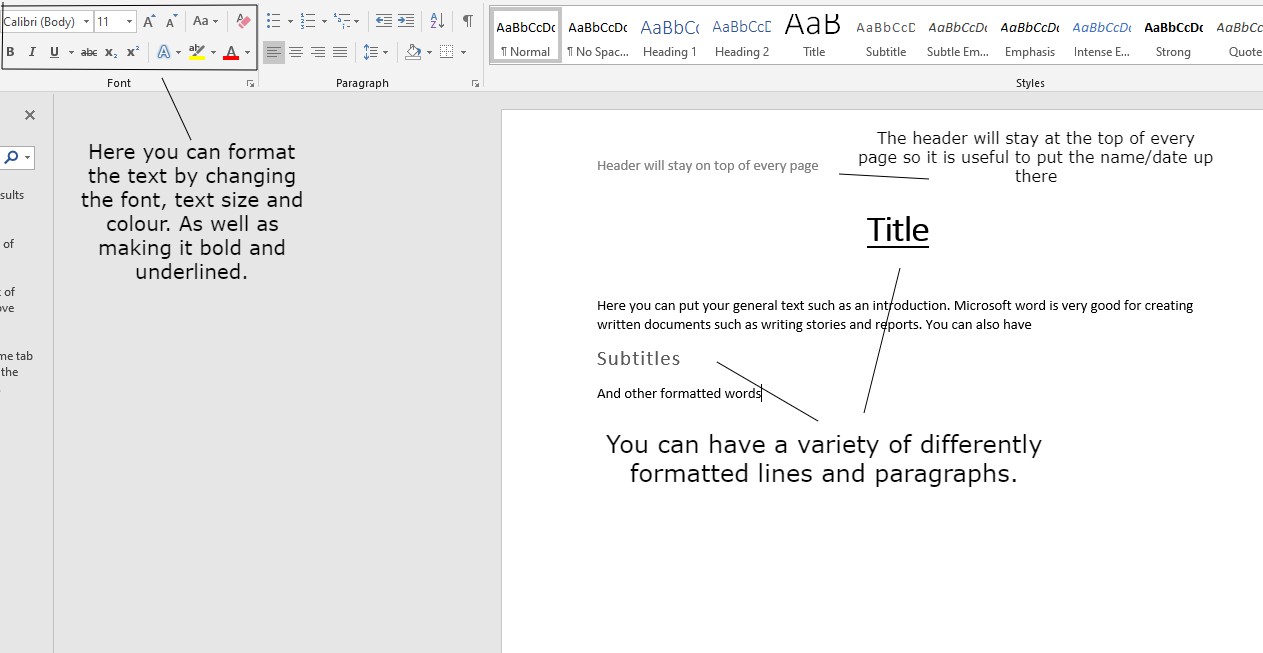 Calibri (Body) 11 A A Aa
AaBbCcDc AaBbCcDc AaBbCc AaBbCcD AaB AaBbCcD AaBbCcDc AaBbCcDc AaBbCcDc AaBbCcDc AaBbCc
B I U abc X₂ X² A ab A
¶ Normal ¶ No Spac... Heading 1 Heading 2 Title Subtitle Subtle Em... Emphasis Intense E... Strong Quote
Font Paragraph Styles
sults
of
of
ove
me tab
the
Here you can format
the text by changing
the font, text size and
colour. As well as
making it bold and
underlined.
Header will stay on top of every page
The header will stay at the top of every
page so it is useful to put the name/date up
there
Title
Here you can put your general text such as an introduction. Microsoft word is very good for creating
written documents such as writing stories and reports. You can also have
Subtitles
And other formatted words
You can have a variety of differently
formatted lines and paragraphs.